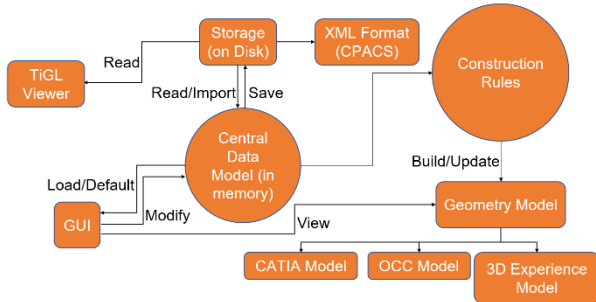 Storage
(on Disk)
XML Format
(CPACS)
Construction
Rules
Read
TiGL
Viewer
Read/Import
Save
Central
Data
Model (in
memory)
Build/Update
Load/Default
Modify
GUI
View
Geometry Model
CATIA Model
OCC Model
3D Experience
Model